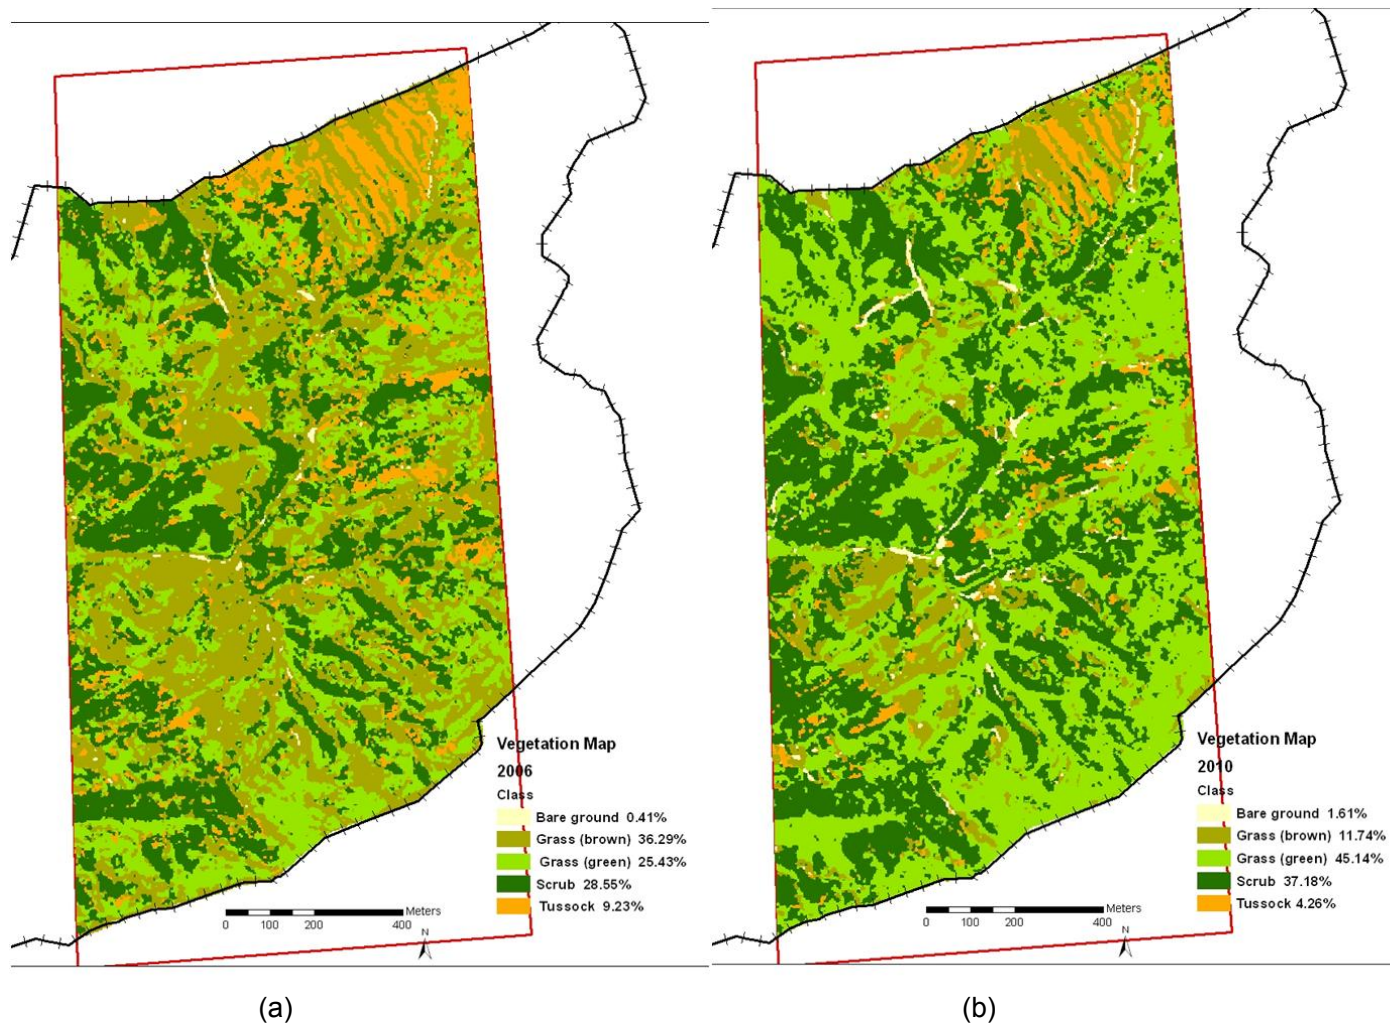 Vegetation Map
2006
Class
Bare ground 0.41%
Grass (brown) 36.29%
Grass (green) 25.43%
Scrub 28.55%
Tussock 9.23%
Meters
0 100 200 400
N
Vegetation Map
2010
Class
Bare ground 1.61%
Grass (brown) 11.74%
Grass (green) 45.14%
Scrub 37.18%
Tussock 4.26%
Meters
0 100 200 400
N
(a)
(b)